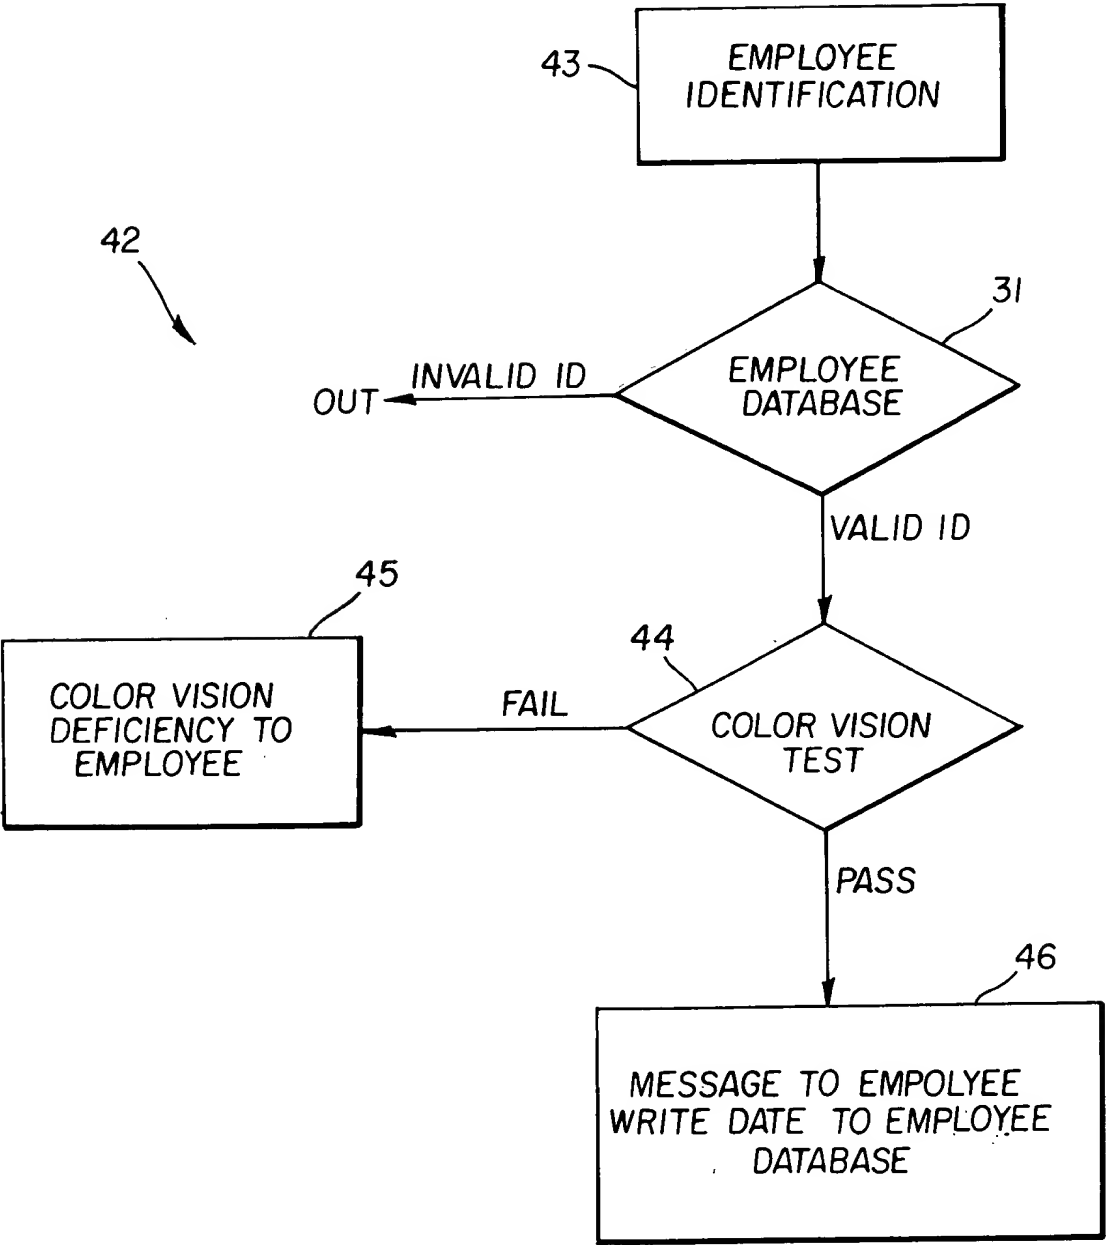 43
EMPLOYEE
IDENTIFICATION
42
31
EMPLOYEE
DATABASE
INVALID ID
OUT
VALID ID
45
44
COLOR VISION
DEFICIENCY TO
EMPLOYEE
FAIL
COLOR VISION
TEST
PASS
46
MESSAGE TO EMPOLYEE
WRITE DATE TO EMPLOYEE
DATABASE